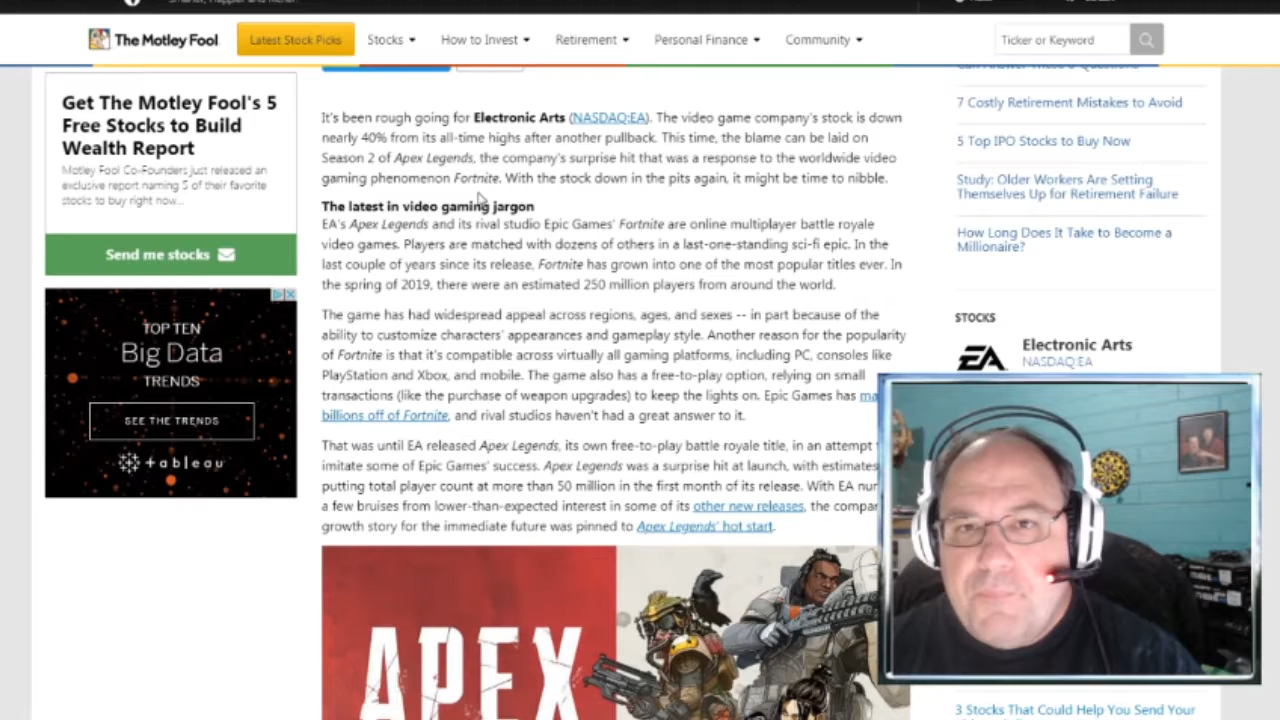 The Motley Fool
Latest Stock Picks
Stocks
How to Invest
Retirement
Personal Finance
Community
Ticker or Keyword
Get The Motley Fool's 5
Free Stocks to Build
Wealth Report
Motley Fool Co-Founders just released an
exclusive report naming 5 of their favorite
stocks to buy right now...
Send me stocks
TOP TEN
Big Data
TRENDS
SEE THE TRENDS
+ableau
It's been rough going for Electronic Arts (NASDAQ:EA). The video game company's stock is down
nearly 40% from its all-time highs after another pullback. This time, the blame can be laid on
Season 2 of Apex Legends, the company's surprise hit that was a response to the worldwide video
gaming phenomenon Fortnite. With the stock down in the pits again, it might be time to nibble.
The latest in video gaming jargon
EA's Apex Legends and its rival studio Epic Games' Fortnite are online multiplayer battle royale
video games. Players are matched with dozens of others in a last-one-standing sci-fi epic. In the
last couple of years since its release, Fortnite has grown into one of the most popular titles ever. In
the spring of 2019, there were an estimated 250 million players from around the world.
The game has had widespread appeal across regions, ages, and sexes -- in part because of the
ability to customize characters' appearances and gameplay style. Another reason for the popularity
of Fortnite is that it's compatible across virtually all gaming platforms, including PC, consoles like
PlayStation and Xbox, and mobile. The game also has a free-to-play option, relying on small
transactions (like the purchase of weapon upgrades) to keep the lights on. Epic Games has ma
billions off of Fortnite, and rival studios haven't had a great answer to it.
That was until EA released Apex Legends, its own free-to-play battle royale title, in an attempt
imitate some of Epic Games' success. Apex Legends was a surprise hit at launch, with estimates
putting total player count at more than 50 million in the first month of its release. With EA nur
a few bruises from lower-than-expected interest in some of its other new releases, the compar
growth story for the immediate future was pinned to Apex Legends' hot start.
APEX
7 Costly Retirement Mistakes to Avoid
5 Top IPO Stocks to Buy Now
Study: Older Workers Are Setting
Themselves Up for Retirement Failure
How Long Does It Take to Become a
Millionaire?
STOCKS
EA
Electronic Arts
NASDAQ:EA
3 Stocks That Could Help You Send Your